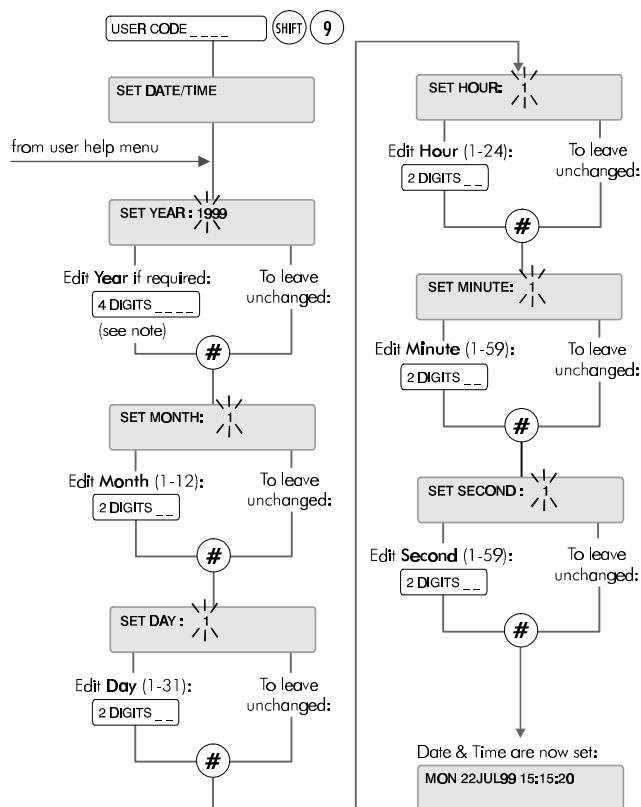 USER CODE _ _ _ _ SHIFT 9
SET DATE/TIME
from user help menu
SET YEAR : 1999
Edit Year if required:
4 DIGITS _ _ _ _
(see note)
To leave
unchanged:
#
SET MONTH: 1
Edit Month (1-12):
2 DIGITS _ _
To leave
unchanged:
#
SET DAY : 1
Edit Day (1-31):
2 DIGITS _ _
To leave
unchanged:
#
SET HOUR: 1
Edit Hour (1-24):
2 DIGITS _ _
To leave
unchanged:
#
SET MINUTE: 1
Edit Minute (1-59):
2 DIGITS _ _
To leave
unchanged:
#
SET SECOND : 1
Edit Second (1-59):
2 DIGITS _ _
To leave
unchanged:
#
Date & Time are now set:
MON 22JUL99 15:15:20